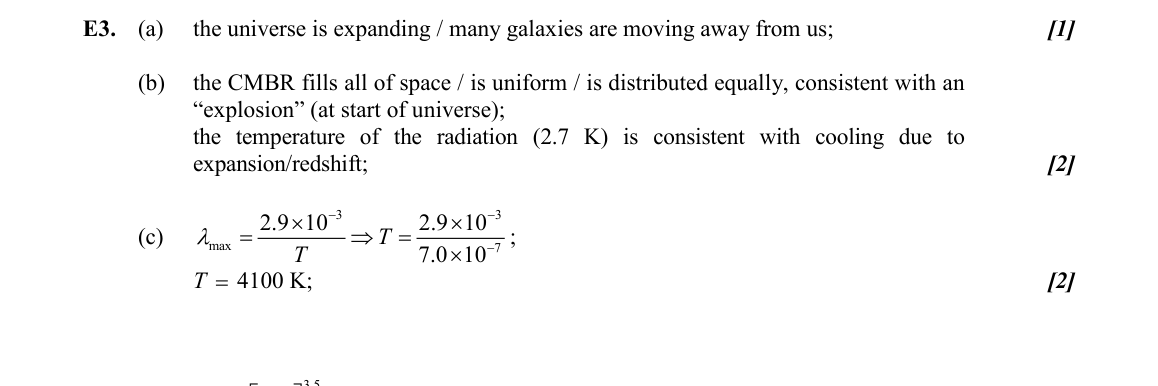 E3. (a) the universe is expanding / many galaxies are moving away from us; [1]
(b) the CMBR fills all of space / is uniform / is distributed equally, consistent with an
“explosion” (at start of universe);
the temperature of the radiation (2.7 K) is consistent with cooling due to
expansion/redshift; [2]
(c) λmax = 2.9×10⁻³/T ⇒ T = 2.9×10⁻³/7.0×10⁻⁷ ;
T = 4100 K; [2]